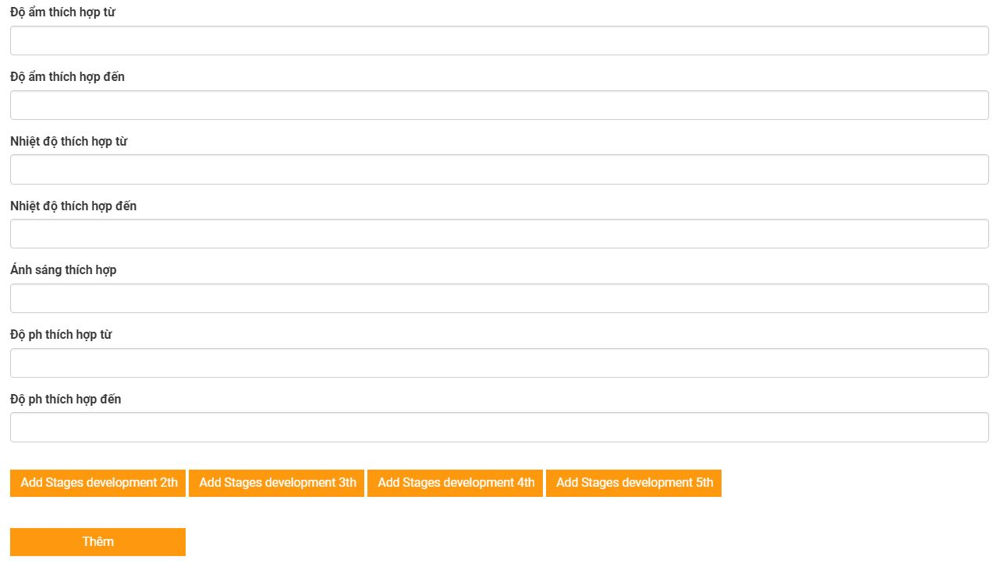 Độ ẩm thích hợp từ
Độ ẩm thích hợp đến
Nhiệt độ thích hợp từ
Nhiệt độ thích hợp đến
Ánh sáng thích hợp
Độ ph thích hợp từ
Độ ph thích hợp đến
Add Stages development 2th Add Stages development 3th Add Stages development 4th Add Stages development 5th
Thêm